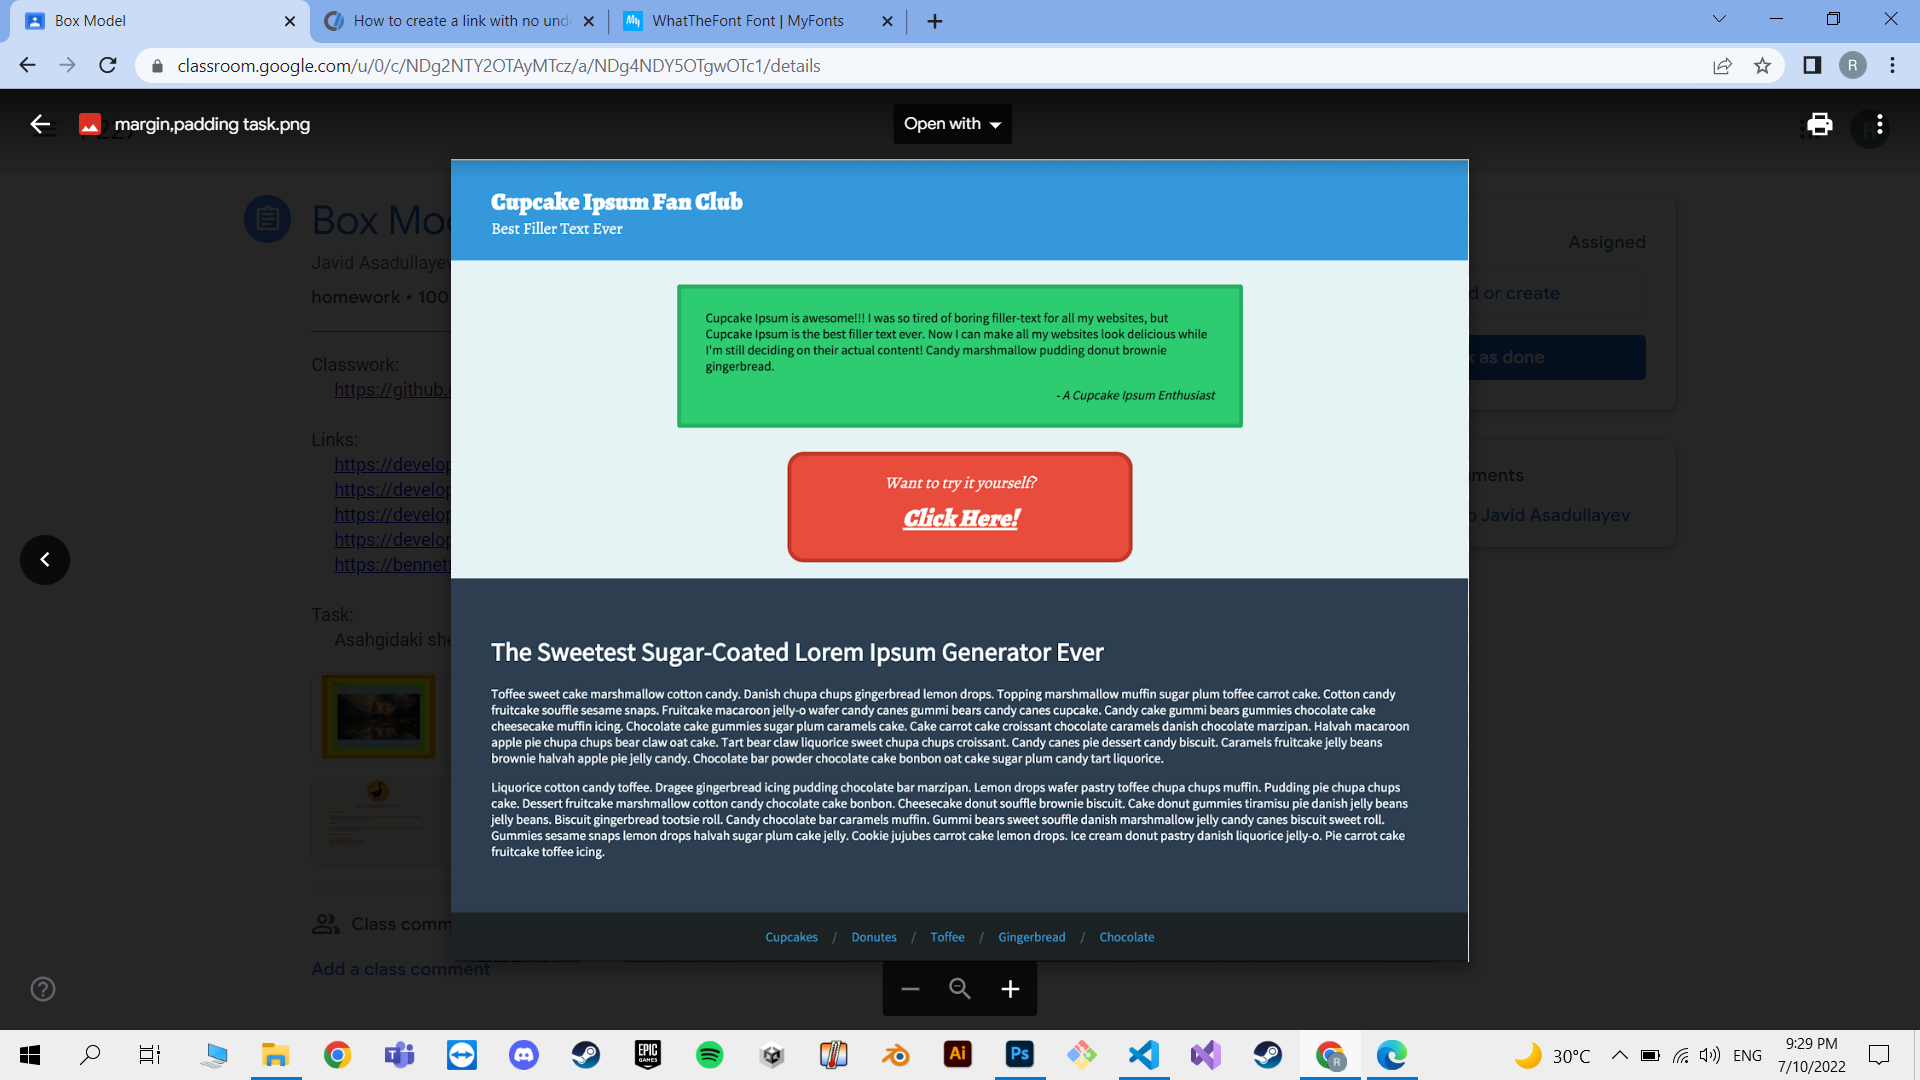 Box Model
How to create a link with no und
WhatTheFont Font | MyFonts
classroom.google.com/u/0/c/NDg2NTY2OTAyMTcz/a/NDg4NDY5OTgwOTc1/details
R
margin,padding task.png
Open with
Box Mo
Javid Asadullaye
homework • 100
Assigned
d or create
as done
Classwork:
https://github.
Links:
https://develop
https://develop
https://develop
https://develop
https://bennett
ments
Javid Asadullayev
Task:
Asahgidaki she
Class comm
Add a class comment
Cupcake Ipsum Fan Club
Best Filler Text Ever
Cupcake Ipsum is awesome!!! I was so tired of boring filler-text for all my websites, but
Cupcake Ipsum is the best filler text ever. Now I can make all my websites look delicious while
I'm still deciding on their actual content! Candy marshmallow pudding donut brownie
gingerbread.
- A Cupcake Ipsum Enthusiast
Want to try it yourself?
Click Here!
The Sweetest Sugar-Coated Lorem Ipsum Generator Ever
Toffee sweet cake marshmallow cotton candy. Danish chupa chups gingerbread lemon drops. Topping marshmallow muffin sugar plum toffee carrot cake. Cotton candy
fruitcake souffle sesame snaps. Fruitcake macaroon jelly-o wafer candy canes gummi bears candy canes cupcake. Candy cake gummi bears gummies chocolate cake
cheesecake muffin icing. Chocolate cake gummies sugar plum caramels cake. Cake carrot cake croissant chocolate caramels danish chocolate marzipan. Halvah macaroon
apple pie chupa chups bear claw oat cake. Tart bear claw liquorice sweet chupa chups croissant. Candy canes pie dessert candy biscuit. Caramels fruitcake jelly beans
brownie halvah apple pie jelly candy. Chocolate bar powder chocolate cake bonbon oat cake sugar plum candy tart liquorice.
Liquorice cotton candy toffee. Dragee gingerbread icing pudding chocolate bar marzipan. Lemon drops wafer pastry toffee chupa chups muffin. Pudding pie chupa chups
cake. Dessert fruitcake marshmallow cotton candy chocolate cake bonbon. Cheesecake donut souffle brownie biscuit. Cake donut gummies tiramisu pie danish jelly beans
jelly beans. Biscuit gingerbread tootsie roll. Candy chocolate bar caramels muffin. Gummi bears sweet souffle danish marshmallow jelly candy canes biscuit sweet roll.
Gummies sesame snaps lemon drops halvah sugar plum cake jelly. Cookie jujubes carrot cake lemon drops. Ice cream donut pastry danish liquorice jelly-o. Pie carrot cake
fruitcake toffee icing.
Cupcakes / Donutes / Toffee / Gingerbread / Chocolate
EPIC
GAMES
Ai
Ps
R
30°C
ENG
9:29 PM
7/10/2022